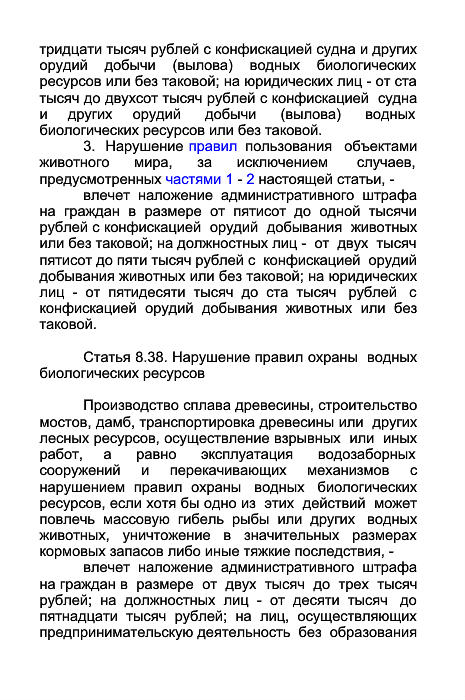 тридцати тысяч рублей с конфискацией судна и других
орудий добычи (вылова) водных биологических
ресурсов или без таковой; на юридических лиц - от ста
тысяч до двухсот тысяч рублей с конфискацией судна
и других орудий добычи (вылова) водных
биологических ресурсов или без таковой.
3. Нарушение правил пользования объектами
животного мира, за исключением случаев,
предусмотренных частями 1 - 2 настоящей статьи, -
влечет наложение административного штрафа
на граждан в размере от пятисот до одной тысячи
рублей с конфискацией орудий добывания животных
или без таковой; на должностных лиц - от двух тысяч
пятисот до пяти тысяч рублей с конфискацией орудий
добывания животных или без таковой; на юридических
лиц - от пятидесяти тысяч до ста тысяч рублей с
конфискацией орудий добывания животных или без
таковой.
Статья 8.38. Нарушение правил охраны водных
биологических ресурсов
Производство сплава древесины, строительство
мостов, дамб, транспортировка древесины или других
лесных ресурсов, осуществление взрывных или иных
работ, а равно эксплуатация водозаборных
сооружений и перекачивающих механизмов с
нарушением правил охраны водных биологических
ресурсов, если хотя бы одно из этих действий может
повлечь массовую гибель рыбы или других водных
животных, уничтожение в значительных размерах
кормовых запасов либо иные тяжкие последствия, -
влечет наложение административного штрафа
на граждан в размере от двух тысяч до трех тысяч
рублей; на должностных лиц - от десяти тысяч до
пятнадцати тысяч рублей; на лиц, осуществляющих
предпринимательскую деятельность без образования